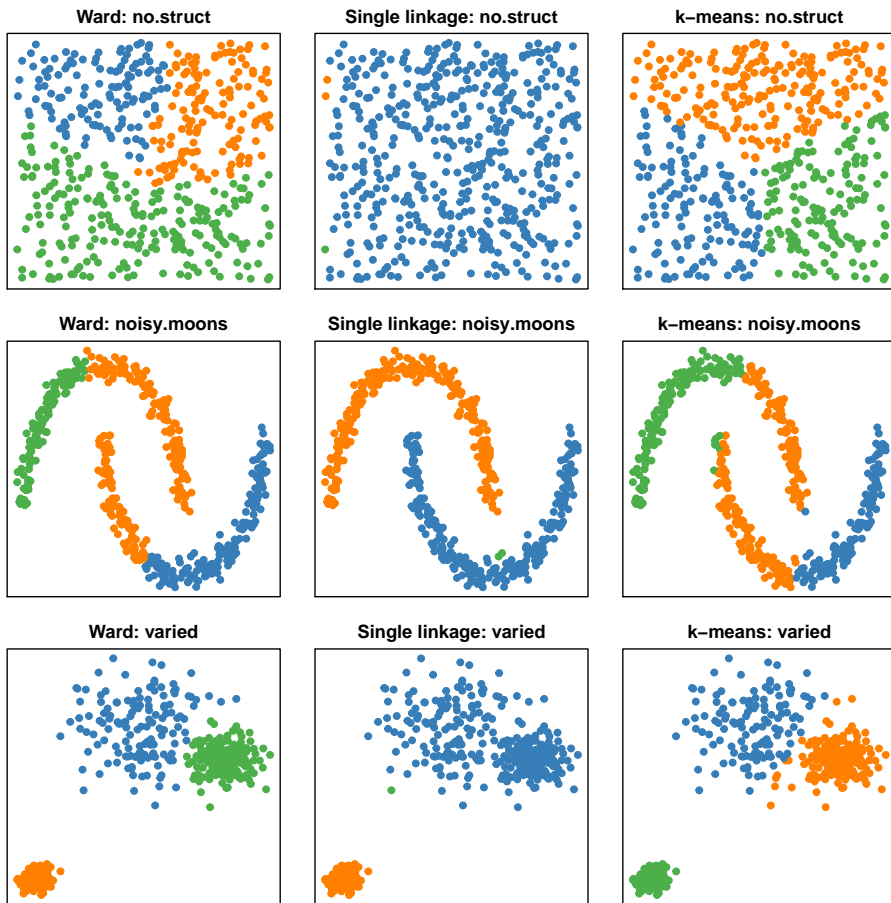 Ward: no.struct
Single linkage: no.struct
k−means: no.struct
Ward: noisy.moons
Single linkage: noisy.moons
k−means: noisy.moons
Ward: varied
Single linkage: varied
k−means: varied